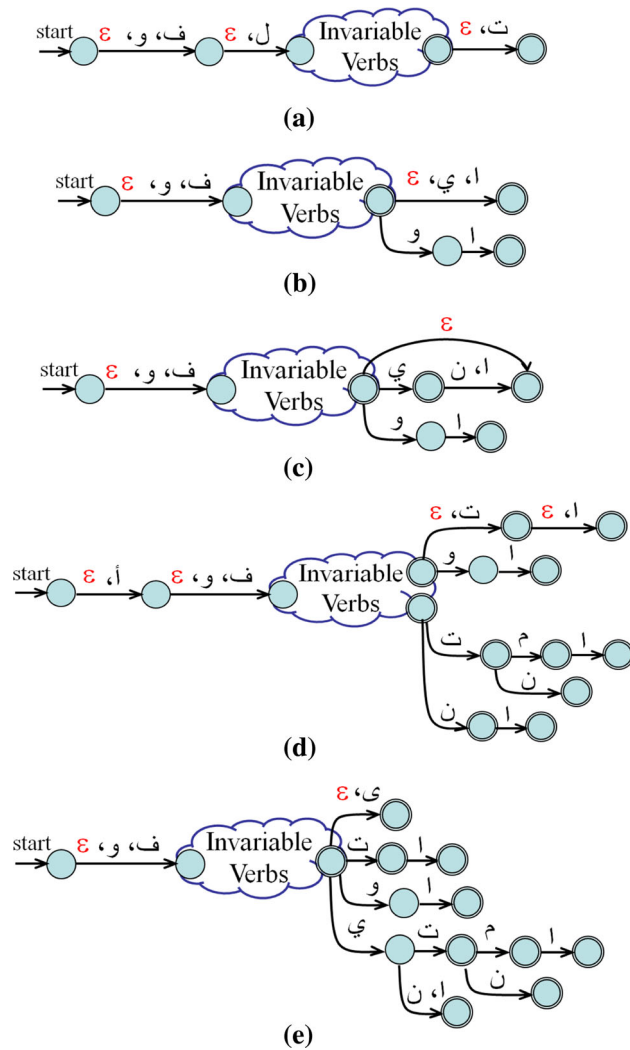 start ε ،و ،ف ε ،ل Invariable Verbs ε ،ت
(a)
start ε ،و ،ف Invariable Verbs ε ،ي ،ا
و ا
(b)
ε
start ε ،و ،ف Invariable Verbs ي ن ،ا
و ا
(c)
ε ،ت ε ،ا
start ε ،أ ε ،و ،ف Invariable Verbs و ا
ت م ا
ن
ن ا
(d)
ε ،ى
start ε ،و ،ف Invariable Verbs ت ا
و ا
ي ت م ا
ن ،ا ن
(e)